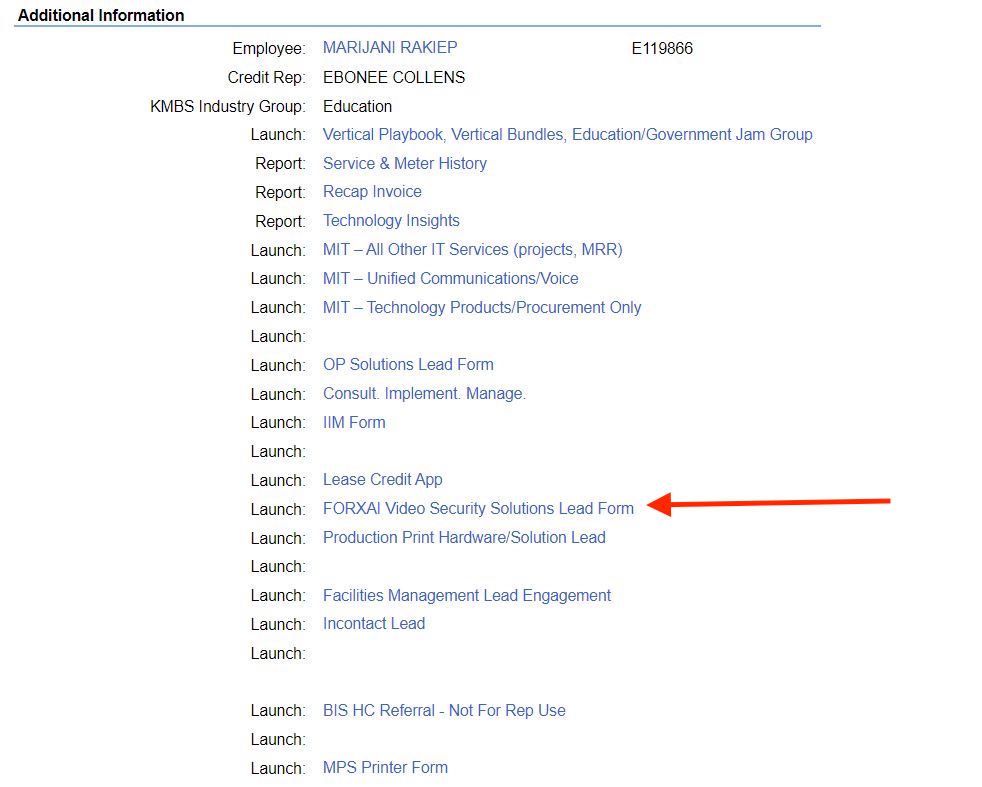 Additional Information
Employee: MARIJANI RAKIEP E119866
Credit Rep: EBONEE COLLENS
KMBS Industry Group: Education
Launch: Vertical Playbook, Vertical Bundles, Education/Government Jam Group
Report: Service & Meter History
Report: Recap Invoice
Report: Technology Insights
Launch: MIT – All Other IT Services (projects, MRR)
Launch: MIT – Unified Communications/Voice
Launch: MIT – Technology Products/Procurement Only
Launch:
Launch: OP Solutions Lead Form
Launch: Consult. Implement. Manage.
Launch: IIM Form
Launch:
Launch: Lease Credit App
Launch: FORXAI Video Security Solutions Lead Form
Launch: Production Print Hardware/Solution Lead
Launch:
Launch: Facilities Management Lead Engagement
Launch: Incontact Lead
Launch:
Launch: BIS HC Referral - Not For Rep Use
Launch:
Launch: MPS Printer Form